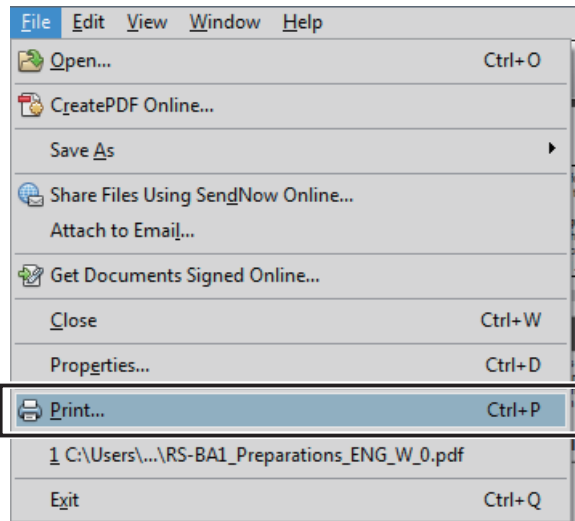 File Edit View Window Help
Open... Ctrl+O
CreatePDF Online...
Save As
Share Files Using SendNow Online...
Attach to Email...
Get Documents Signed Online...
Close Ctrl+W
Properties... Ctrl+D
Print... Ctrl+P
1 C:\Users\...\RS-BA1_Preparations_ENG_W_0.pdf
Exit Ctrl+Q